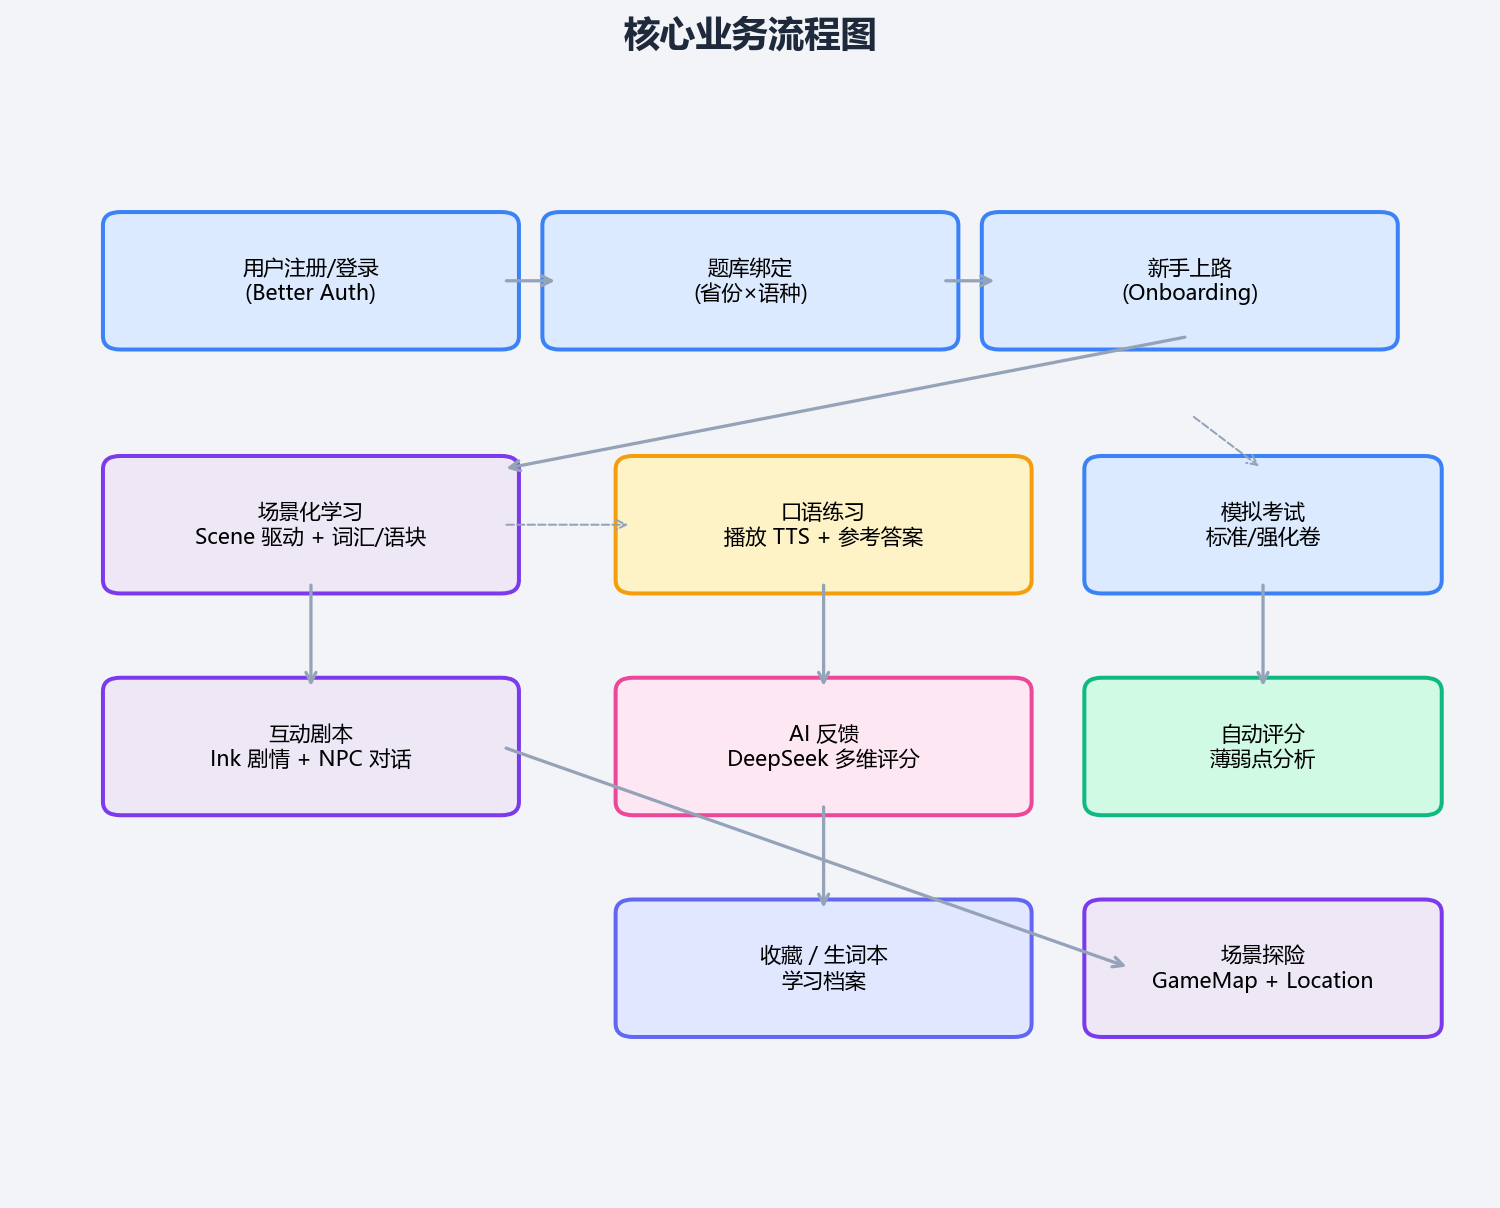 核心业务流程图
用户注册/登录
(Better Auth)
题库绑定
(省份×语种)
新手上路
(Onboarding)
场景化学习
Scene 驱动 + 词汇/语块
口语练习
播放 TTS + 参考答案
模拟考试
标准/强化卷
互动剧本
Ink 剧情 + NPC 对话
AI 反馈
DeepSeek 多维评分
自动评分
薄弱点分析
收藏 / 生词本
学习档案
场景探险
GameMap + Location